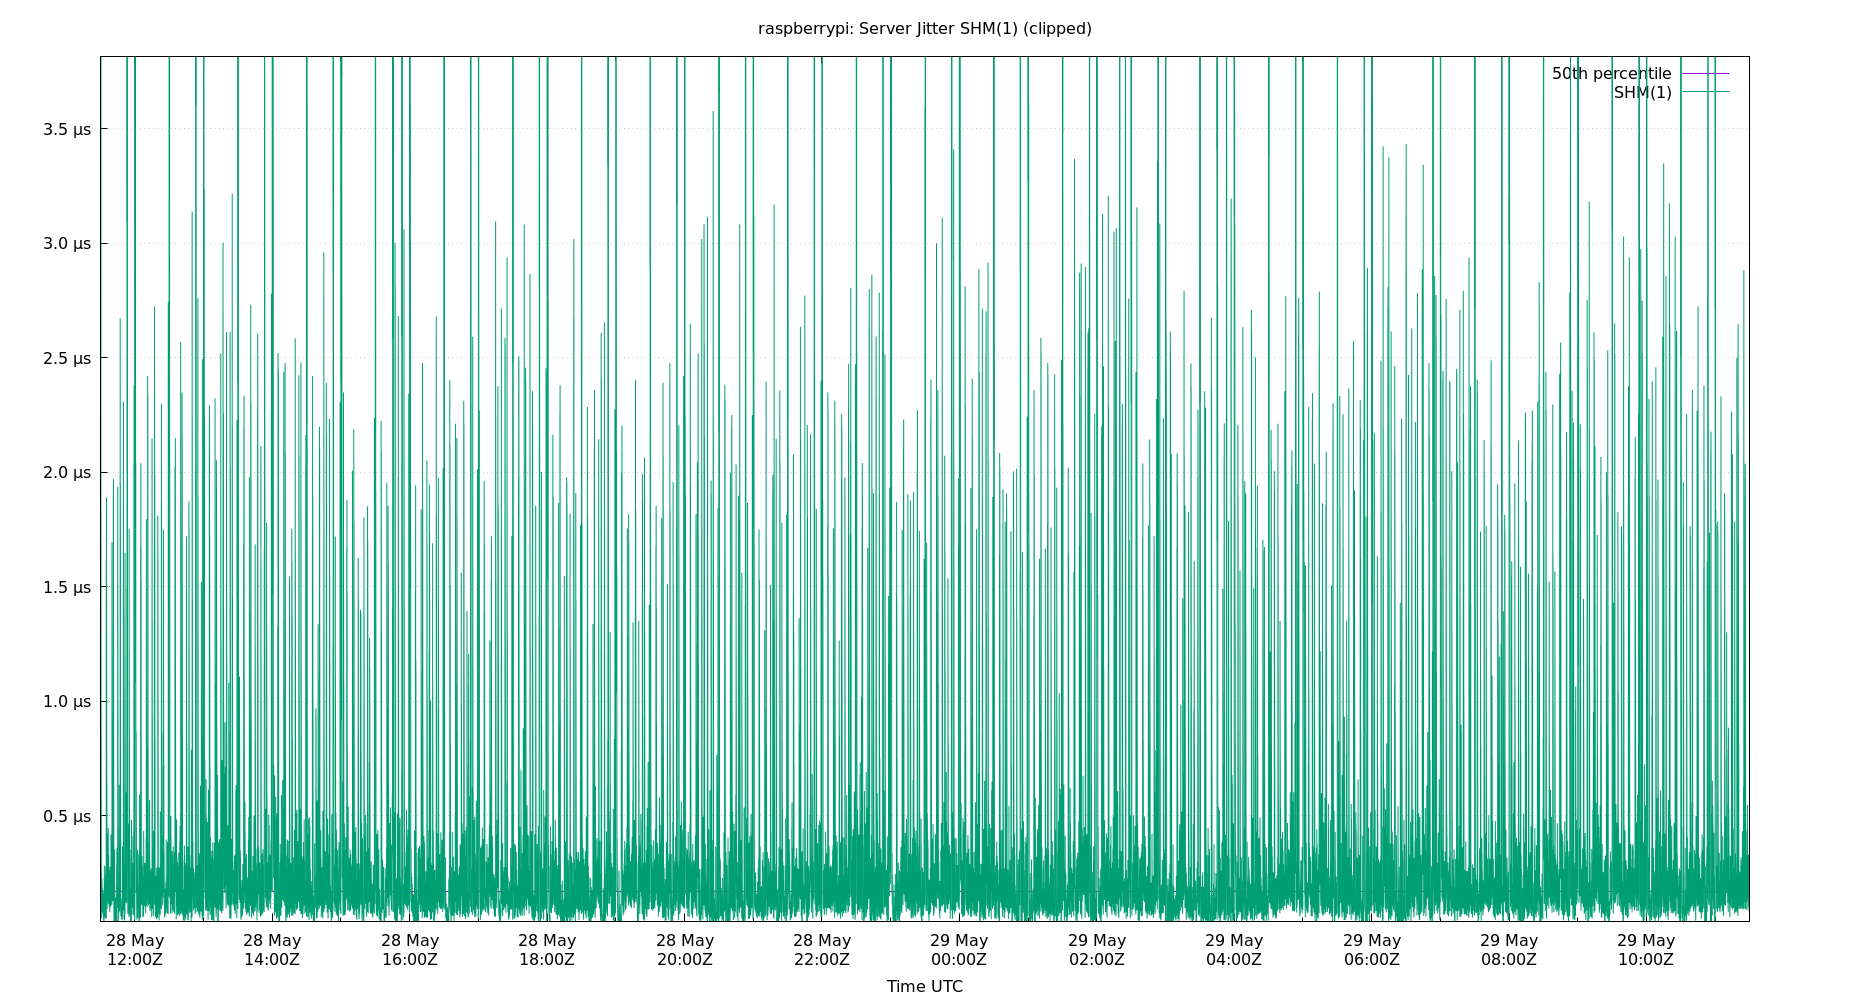 raspberrypi: Server Jitter SHM(1) (clipped)
50th percentile
SHM(1)
3.5 µs
3.0 µs
2.5 µs
2.0 µs
1.5 µs
1.0 µs
0.5 µs
28 May 28 May 28 May 28 May 28 May 28 May 29 May 29 May 29 May 29 May 29 May 29 May
12:00Z 14:00Z 16:00Z 18:00Z 20:00Z 22:00Z 00:00Z 02:00Z 04:00Z 06:00Z 08:00Z 10:00Z
Time UTC